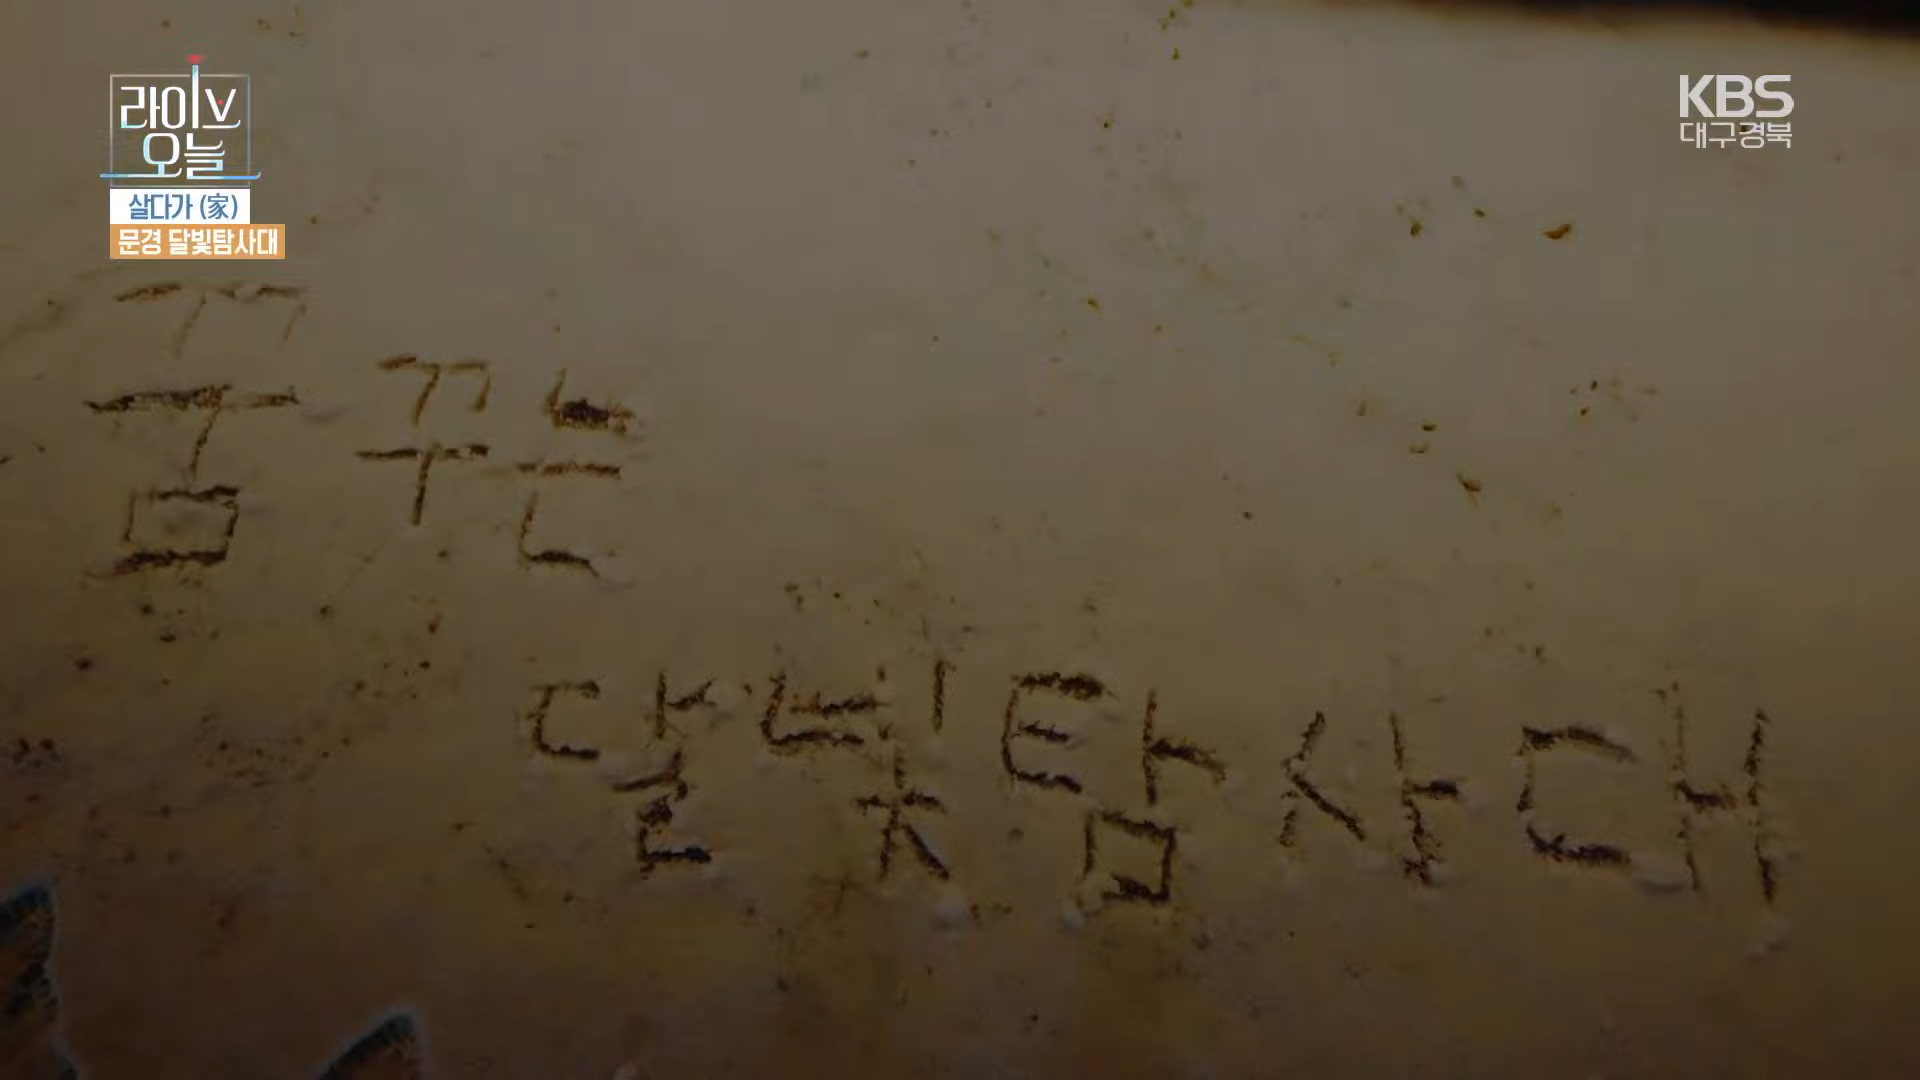 라이브
오늘
살다가 (家)
문경 달빛탐사대
KBS
대구경북
꿈꾸는
달빛탐사대